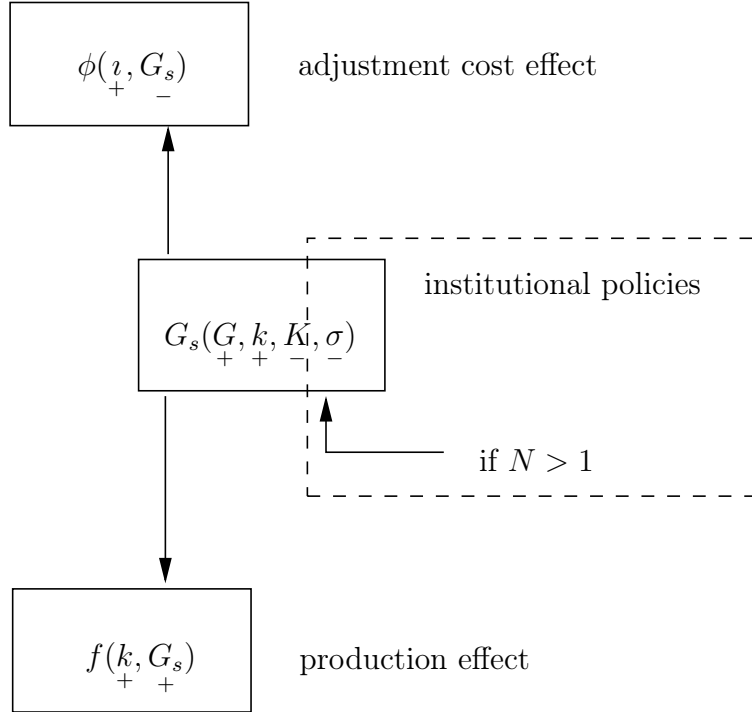 ϕ(ı, G_s) adjustment cost effect
+ −
institutional policies
G_s(G, k, K, σ)
+ + − −
if N > 1
f(k, G_s) production effect
+ +